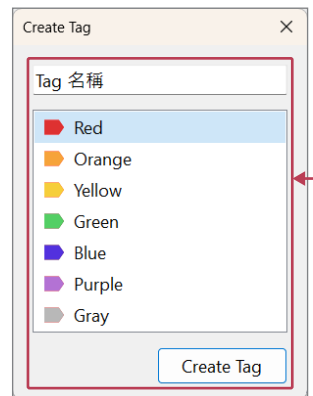 Create Tag
Tag 名稱
Red
Orange
Yellow
Green
Blue
Purple
Gray
Create Tag